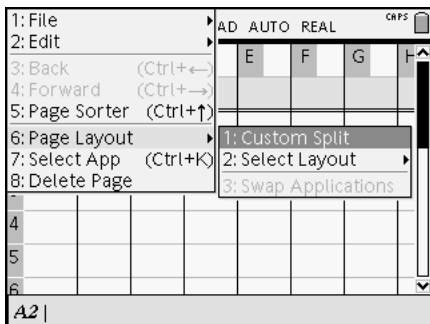 1: File
2: Edit
3: Back (Ctrl+←)
4: Forward (Ctrl+→)
5: Page Sorter (Ctrl+↑)
6: Page Layout
7: Select App (Ctrl+K)
8: Delete Page
AD AUTO REAL
CAPS
E F G H
1: Custom Split
2: Select Layout
3: Swap Applications
4
5
6
A2